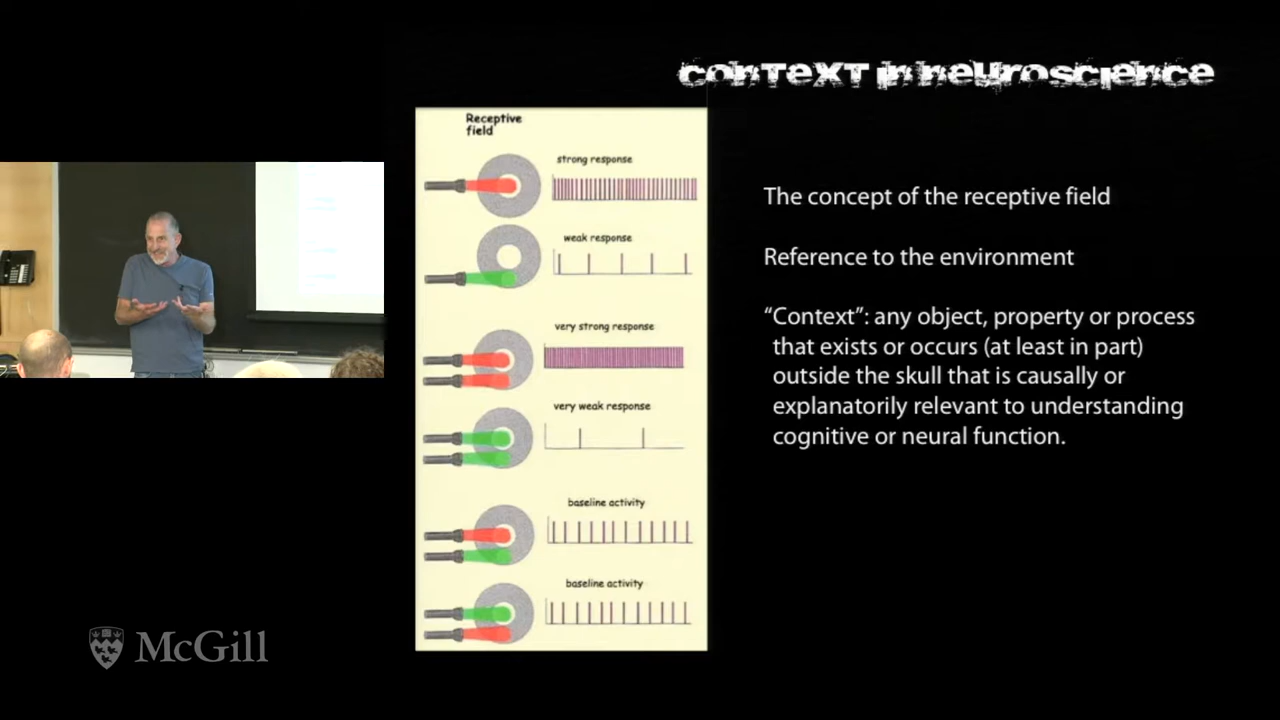 conTEXT in neuroscience
Receptive
field
strong response
weak response
very strong response
very weak response
baseline activity
baseline activity
The concept of the receptive field
Reference to the environment
“Context”: any object, property or process
that exists or occurs (at least in part)
outside the skull that is causally or
explanatorily relevant to understanding
cognitive or neural function.
McGill